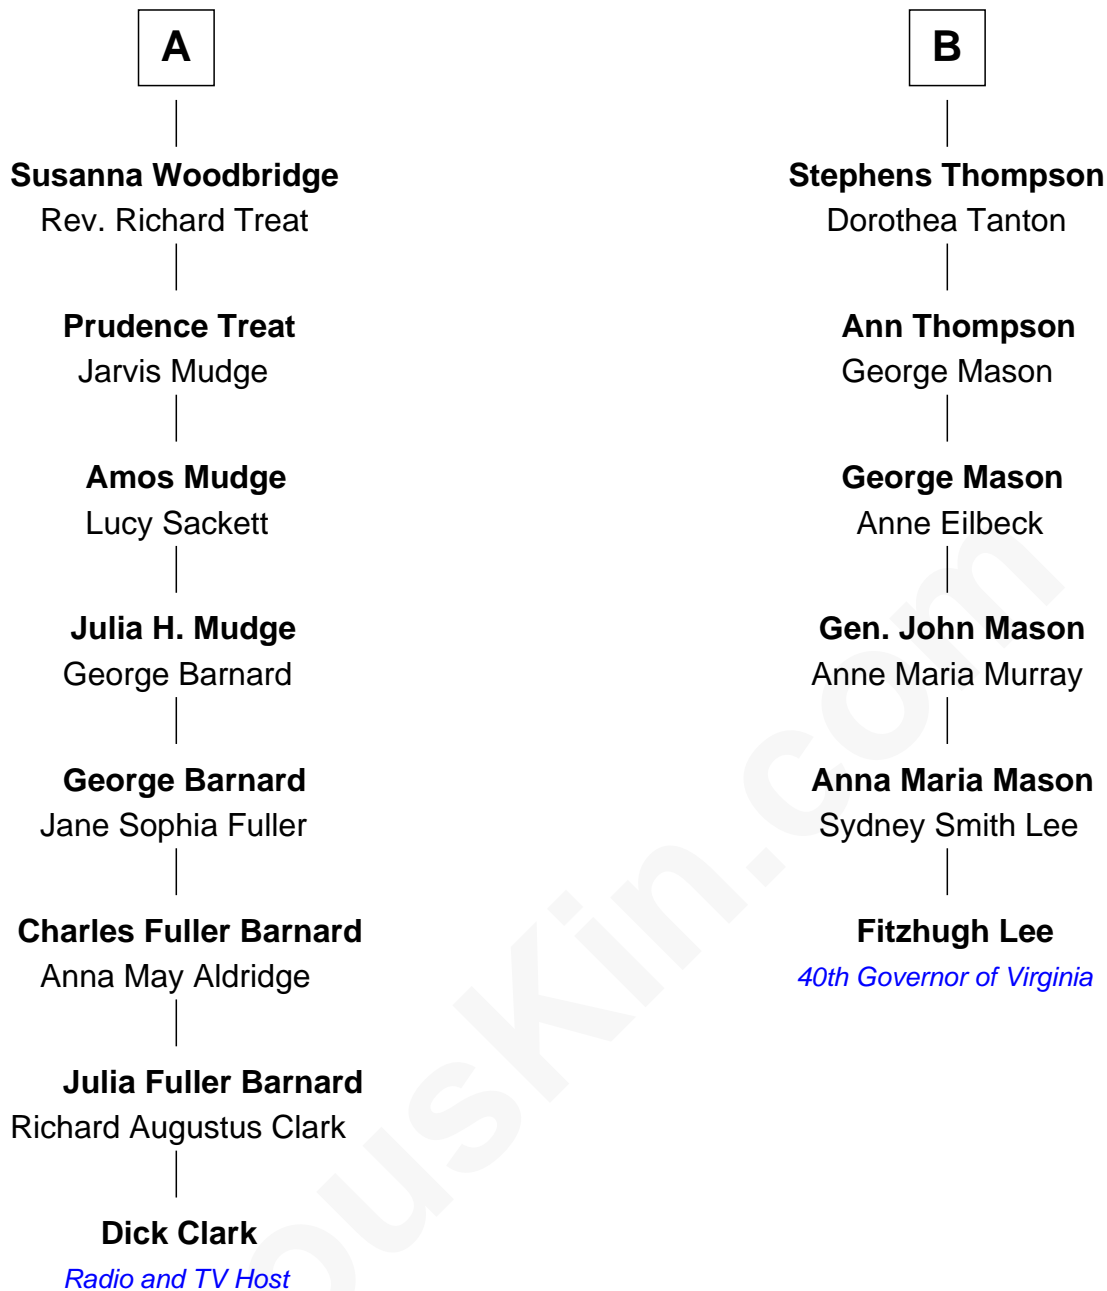 A
Susanna Woodbridge
Rev. Richard Treat
Prudence Treat
Jarvis Mudge
Amos Mudge
Lucy Sackett
Julia H. Mudge
George Barnard
George Barnard
Jane Sophia Fuller
Charles Fuller Barnard
Anna May Aldridge
Julia Fuller Barnard
Richard Augustus Clark
Dick Clark
Radio and TV Host
B
Stephens Thompson
Dorothea Tanton
Ann Thompson
George Mason
George Mason
Anne Eilbeck
Gen. John Mason
Anne Maria Murray
Anna Maria Mason
Sydney Smith Lee
Fitzhugh Lee
40th Governor of Virginia
ousKin.com